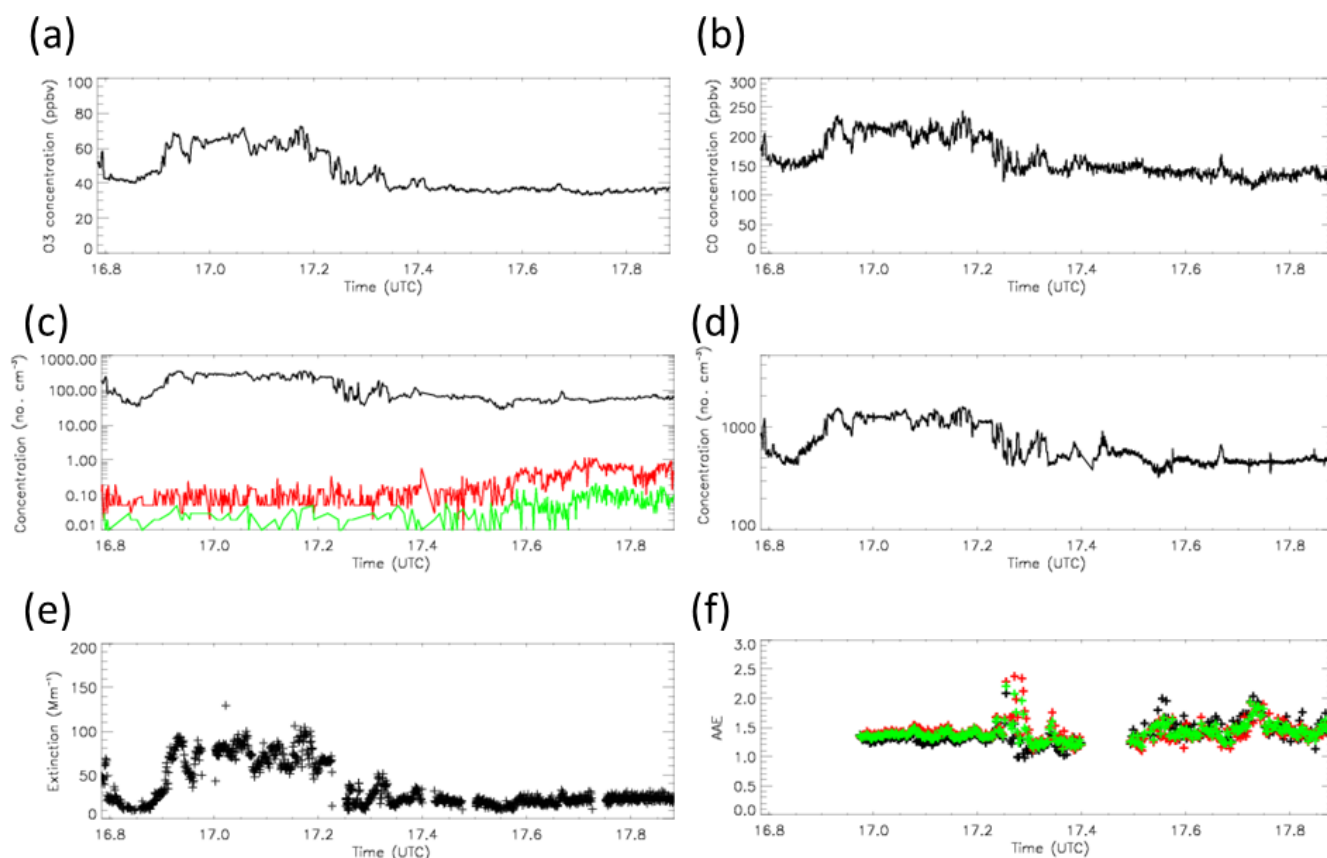 (a)
O3 concentration (ppbv)
100
80
60
40
20
0
16.8 17.0 17.2 17.4 17.6 17.8
Time (UTC)
(b)
CO concentration (ppbv)
300
250
200
150
100
50
0
16.8 17.0 17.2 17.4 17.6 17.8
Time (UTC)
(c)
Concentration (no. cm⁻³)
1000.00
100.00
10.00
1.00
0.10
0.01
16.8 17.0 17.2 17.4 17.6 17.8
Time (UTC)
(d)
Concentration (no. cm⁻³)
1000
100
16.8 17.0 17.2 17.4 17.6 17.8
Time (UTC)
(e)
Extinction (Mm⁻¹)
200
150
100
50
0
16.8 17.0 17.2 17.4 17.6 17.8
Time (UTC)
(f)
AAE
3.0
2.5
2.0
1.5
1.0
0.5
0.0
16.8 17.0 17.2 17.4 17.6 17.8
Time (UTC)